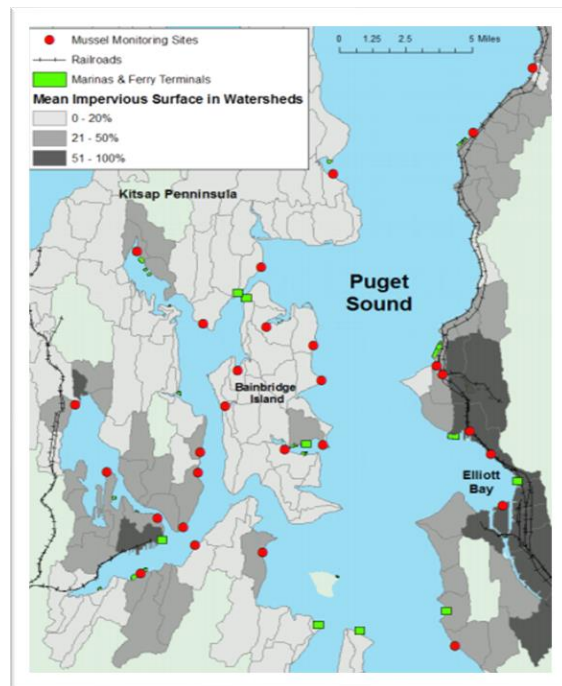 Mussel Monitoring Sites
Railroads
Marinas & Ferry Terminals
Mean Impervious Surface in Watersheds
0 - 20%
21 - 50%
51 - 100%
0 1.25 2.5 5 Miles
Kitsap Penninsula
Puget
Sound
Bainbridge
Island
Elliott
Bay